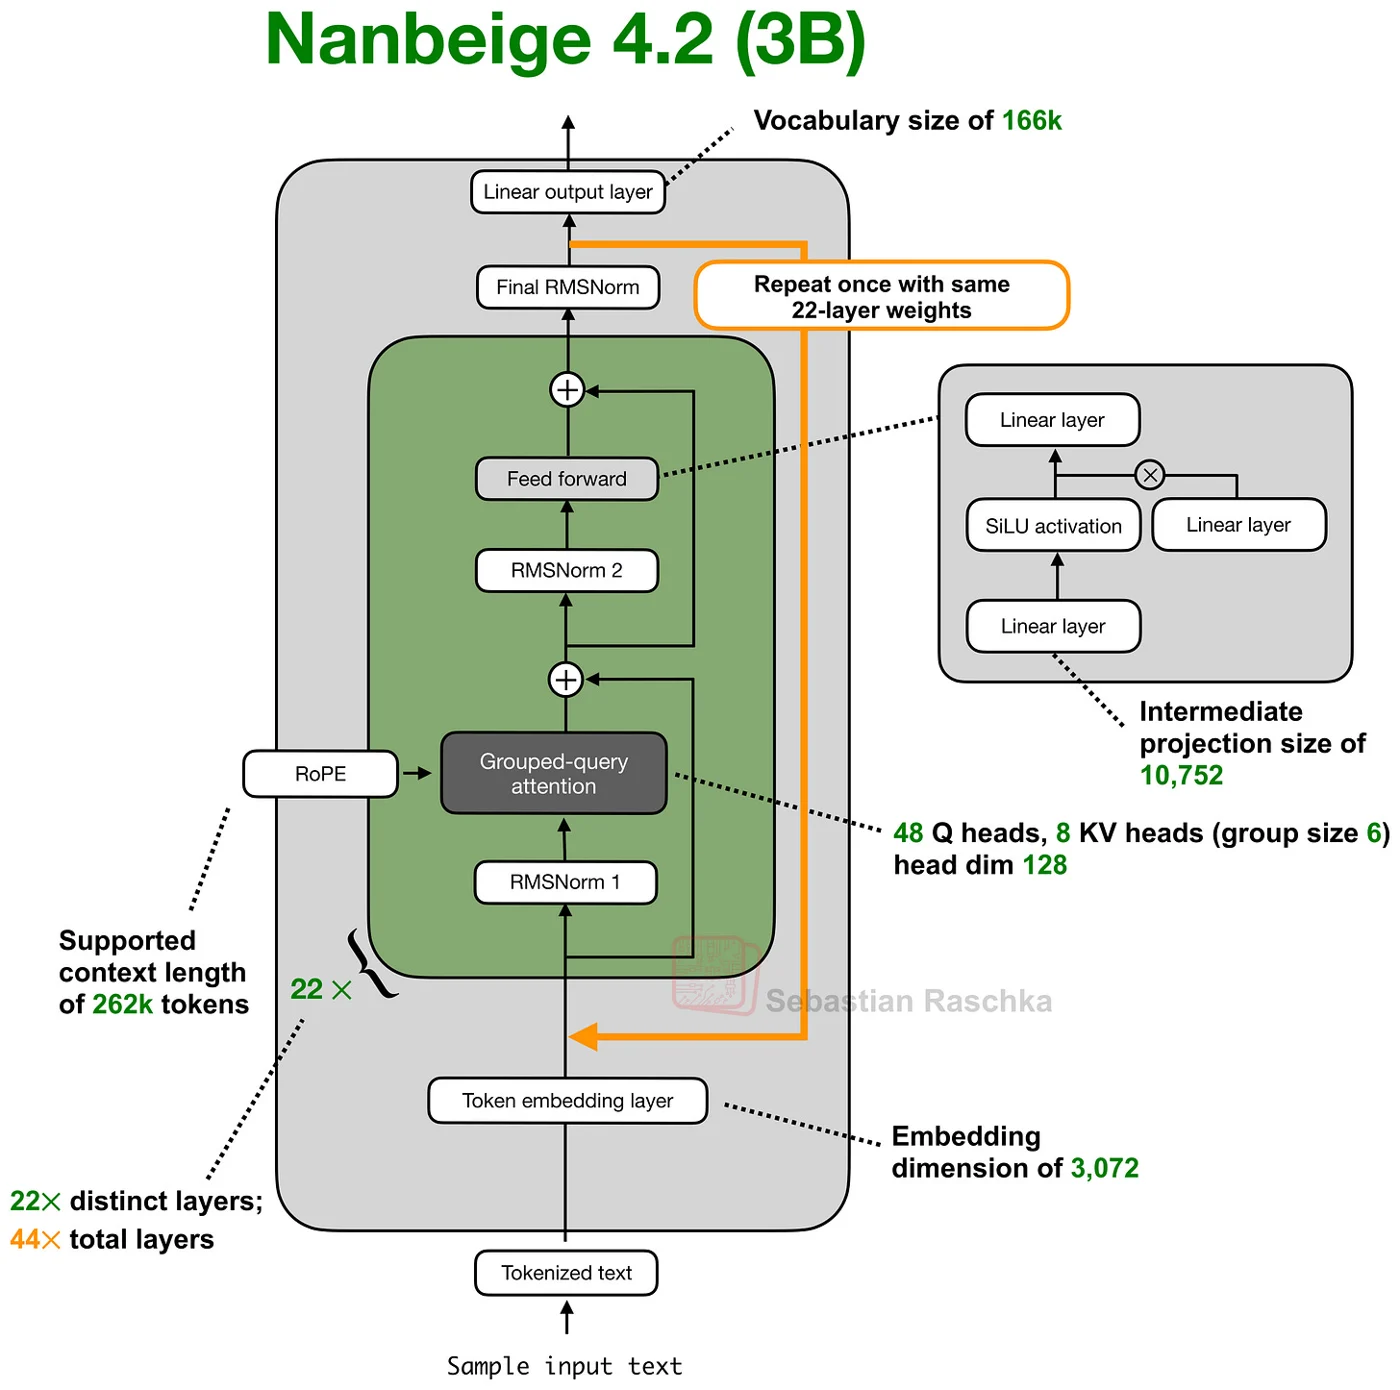 Nanbeige 4.2 (3B)
Vocabulary size of 166k
Linear output layer
Final RMSNorm
Repeat once with same
22-layer weights
Feed forward
RMSNorm 2
Grouped-query
attention
RoPE
RMSNorm 1
Linear layer
SiLU activation
Linear layer
Linear layer
Intermediate
projection size of
10,752
48 Q heads, 8 KV heads (group size 6)
head dim 128
Supported
context length
of 262k tokens
22 ×
Sebastian Raschka
Token embedding layer
Embedding
dimension of 3,072
22× distinct layers;
44× total layers
Tokenized text
Sample input text